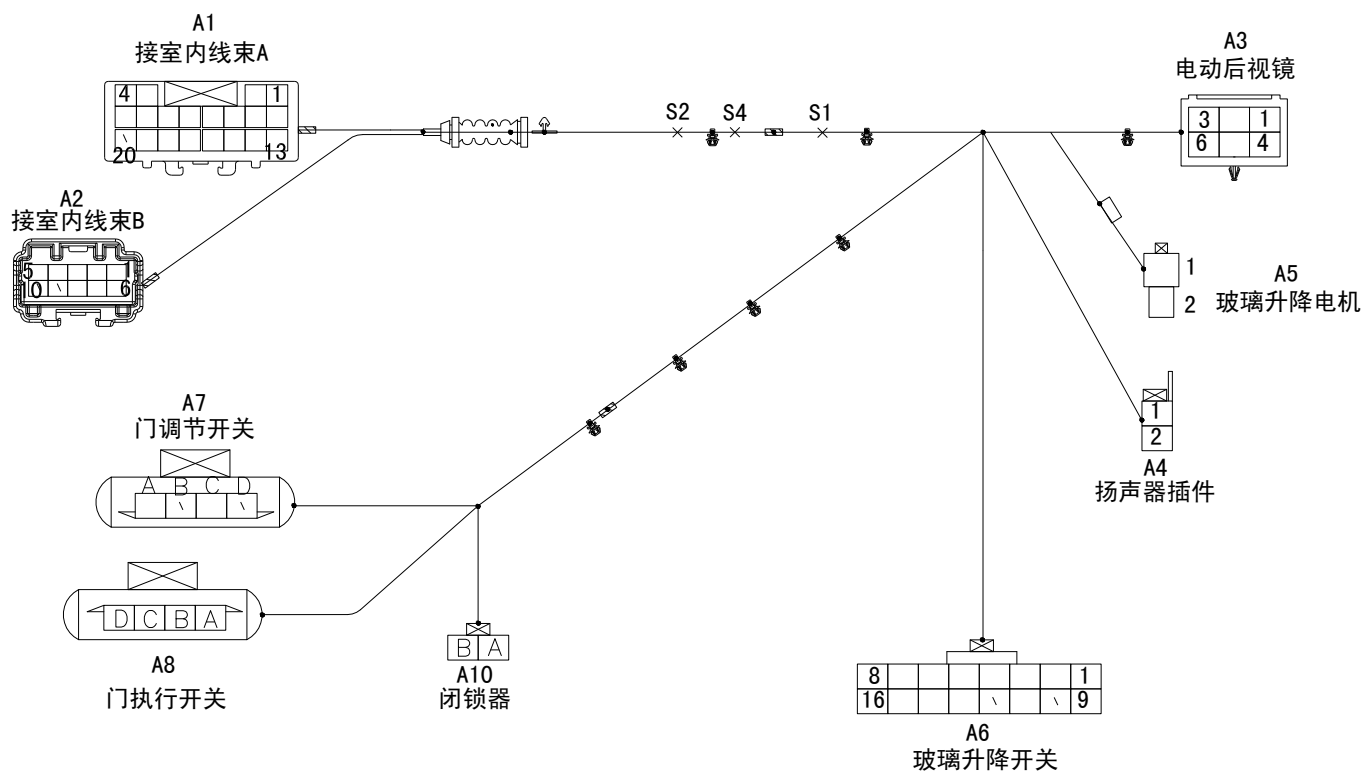 A1
接室内线束A
4 1
20 13
A2
接室内线束B
5 1
10 6
S2 S4 S1
A3
电动后视镜
3 1
6 4
1
2
A5
玻璃升降电机
1
2
A4
扬声器插件
A7
门调节开关
A B C D
D C B A
A8
门执行开关
B A
A10
闭锁器
8 1
16 9
A6
玻璃升降开关